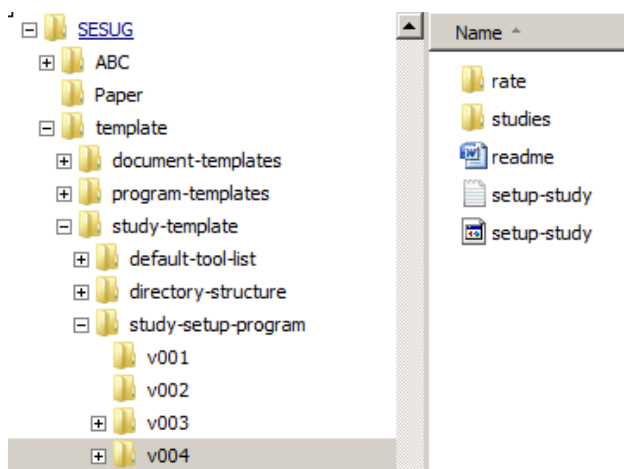 SESUG
ABC
Paper
template
document-templates
program-templates
study-template
default-tool-list
directory-structure
study-setup-program
v001
v002
v003
v004
Name
rate
studies
readme
setup-study
setup-study